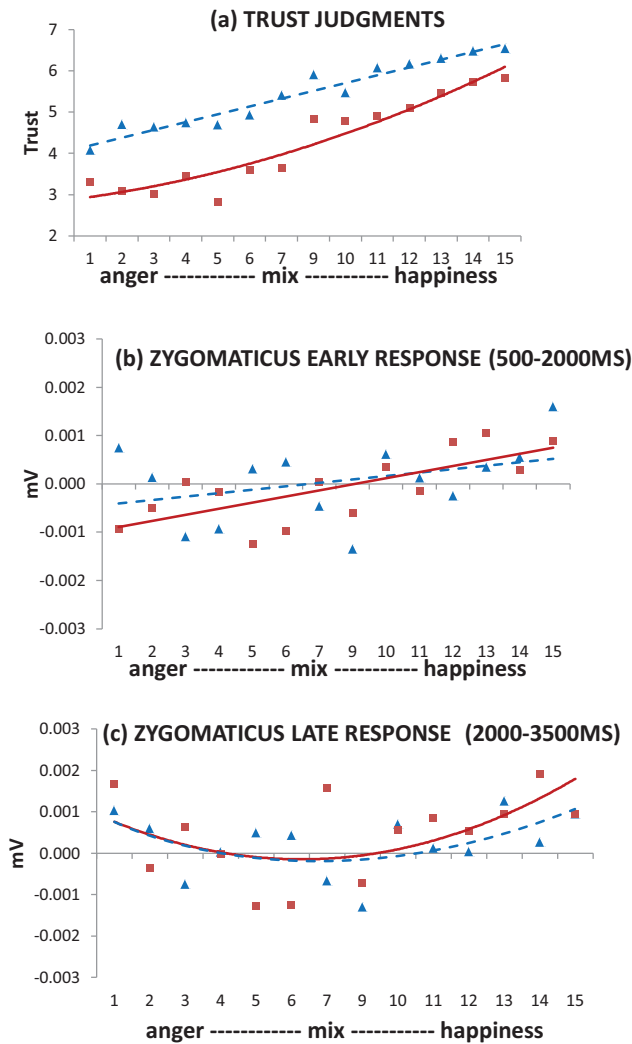 (a) TRUST JUDGMENTS
7
6
5
4
3
2
Trust
1 2 3 4 5 6 7 9 10 11 12 13 14 15
anger ------------ mix ----------- happiness
(b) ZYGOMATICUS EARLY RESPONSE (500-2000MS)
0.003
0.002
0.001
0.000
-0.001
-0.002
-0.003
mV
1 2 3 4 5 6 7 9 10 11 12 13 14 15
anger ------------ mix ----------- happiness
(c) ZYGOMATICUS LATE RESPONSE (2000-3500MS)
0.003
0.002
0.001
0.000
-0.001
-0.002
-0.003
mV
1 2 3 4 5 6 7 9 10 11 12 13 14 15
anger ------------ mix ----------- happiness